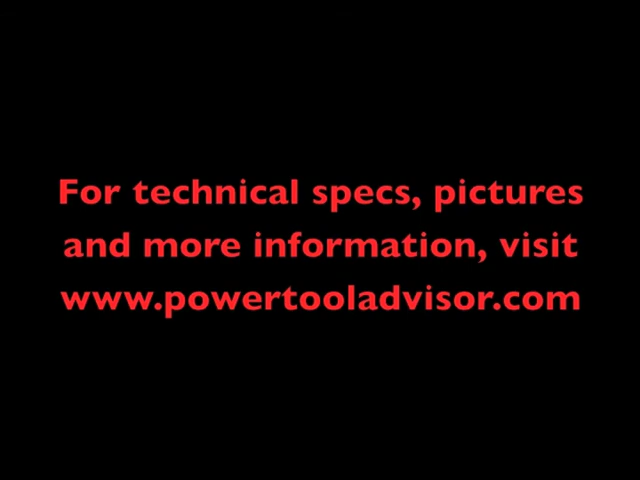 For technical specs, pictures
and more information, visit
www.powertooladvisor.com